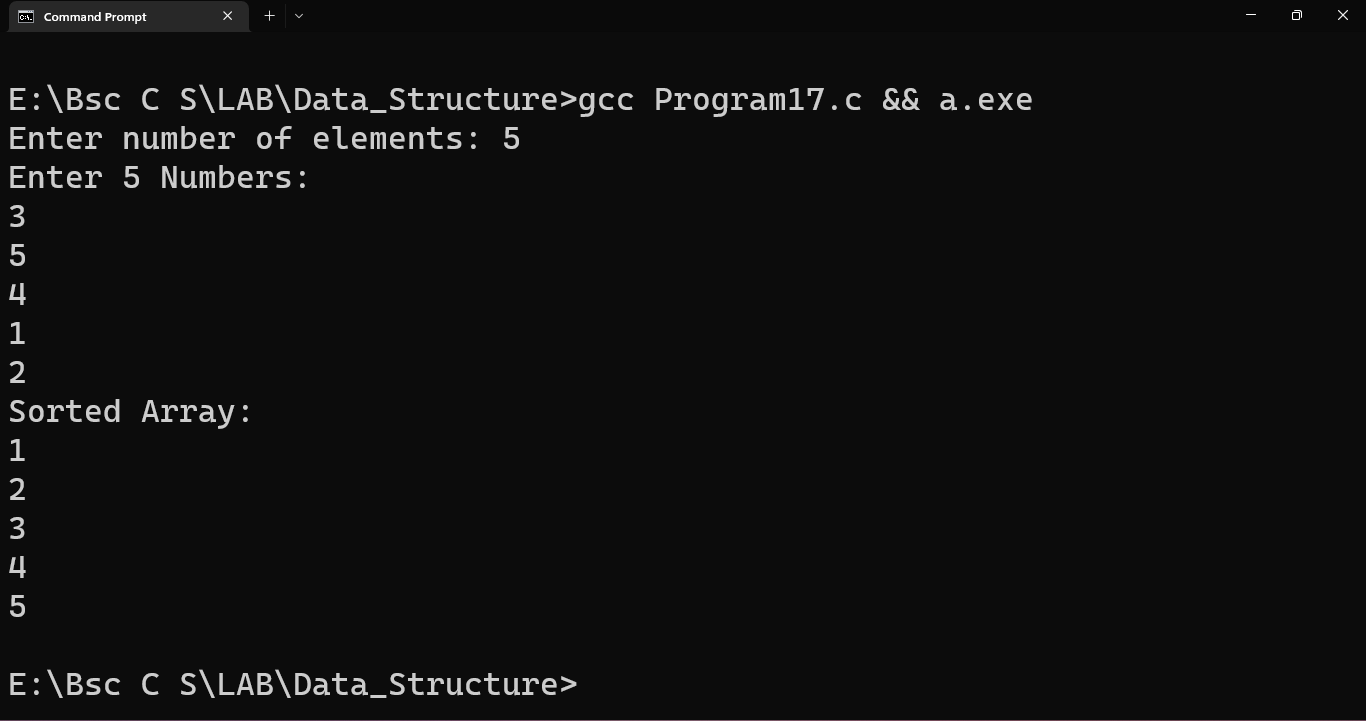 Command Prompt
E:\Bsc C S\LAB\Data_Structure>gcc Program17.c && a.exe
Enter number of elements: 5
Enter 5 Numbers:
3
5
4
1
2
Sorted Array:
1
2
3
4
5
E:\Bsc C S\LAB\Data_Structure>